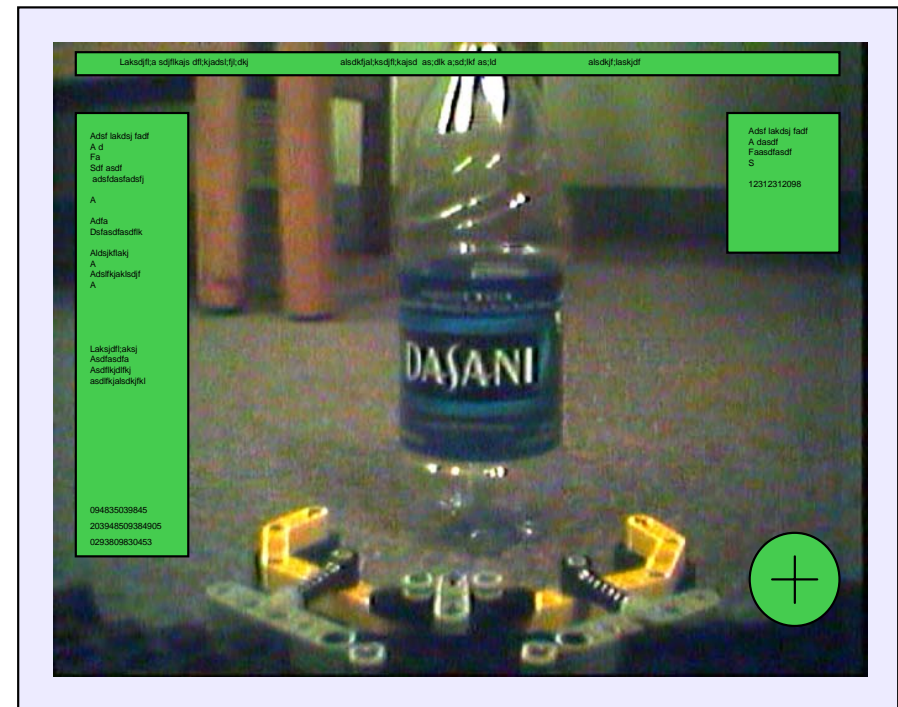 Laksdjfl;a sdjflkajs dfl;kjadsl;fjl;dkj alsdkfjal;ksdjfl;kajsd as;dlk a;sd;lkf as;ld alsdkjf;laskjdf
Adsf lakdsj fadf
A d
Fa
Sdf asdf
adsfdasfadsfj
A
Adfa
Dsfasdfasdflk
Aldsjkflakj
A
Adslfkjaklsdjf
A
Laksjdfl;aksj
Asdfasdfa
Asdflkjdlfkj
asdlfkjalsdkjfkl
094835039845
203948509384905
0293809830453
Adsf lakdsj fadf
A dasdf
Faasdfasdf
S
12312312098
DASANI